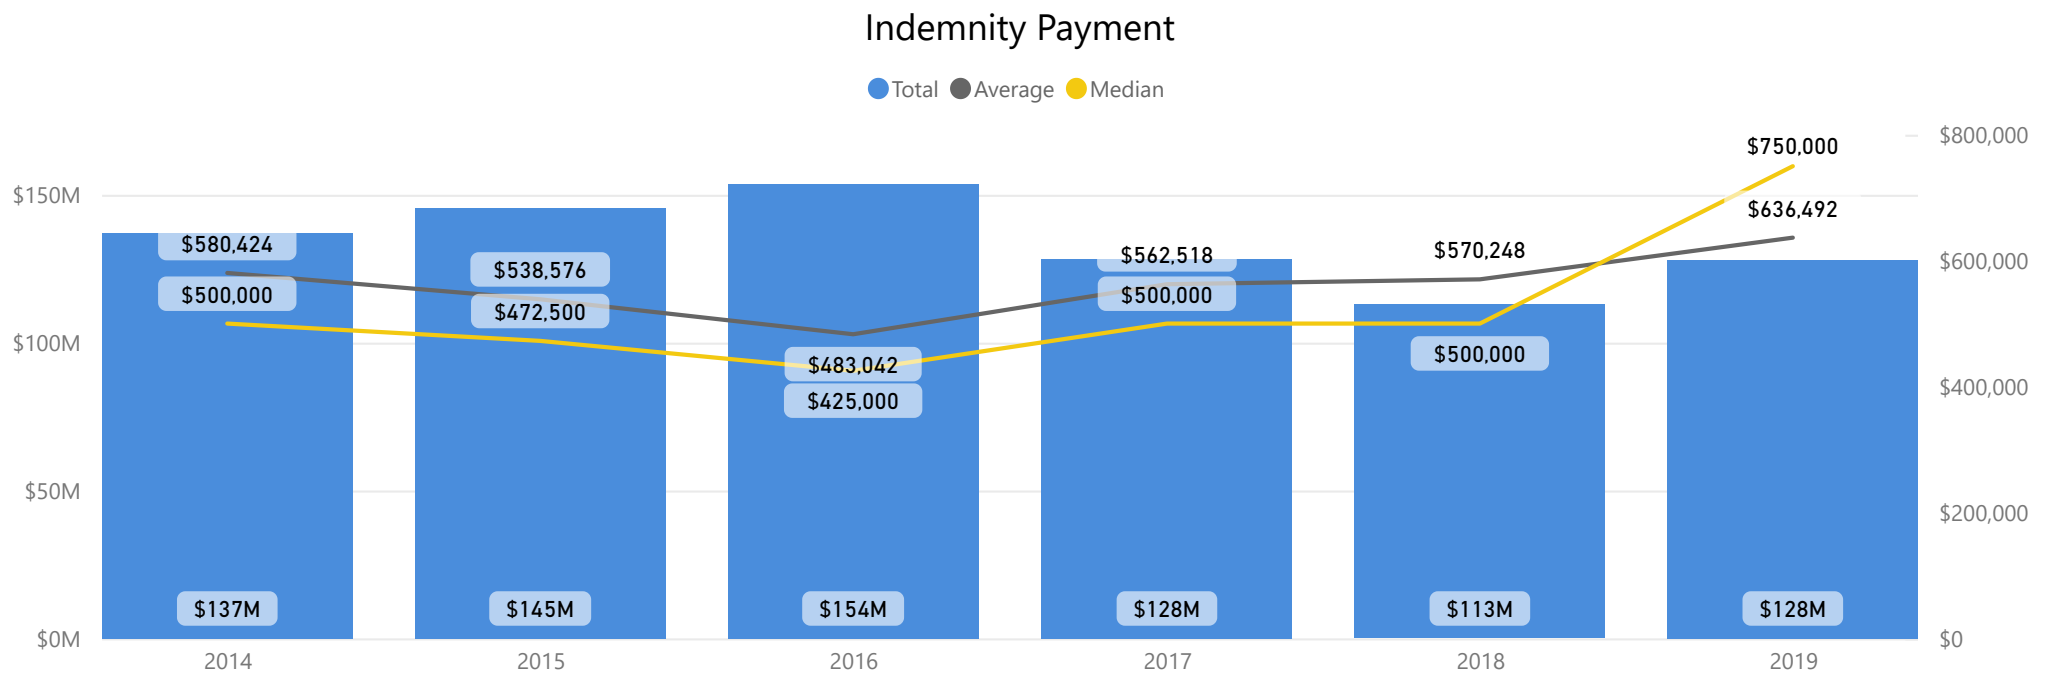 Indemnity Payment
Total Average Median
$800,000
$750,000
$150M
$636,492
$580,424
$562,518
$570,248
$600,000
$538,576
$500,000
$500,000
$472,500
$100M
$500,000
$483,042
$400,000
$425,000
$50M
$200,000
$137M $145M $154M $128M $113M $128M
$0M $0
2014 2015 2016 2017 2018 2019